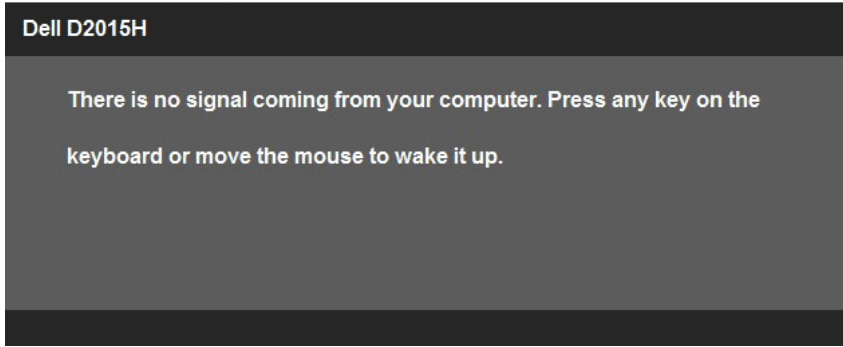 Dell D2015H
There is no signal coming from your computer. Press any key on the
keyboard or move the mouse to wake it up.